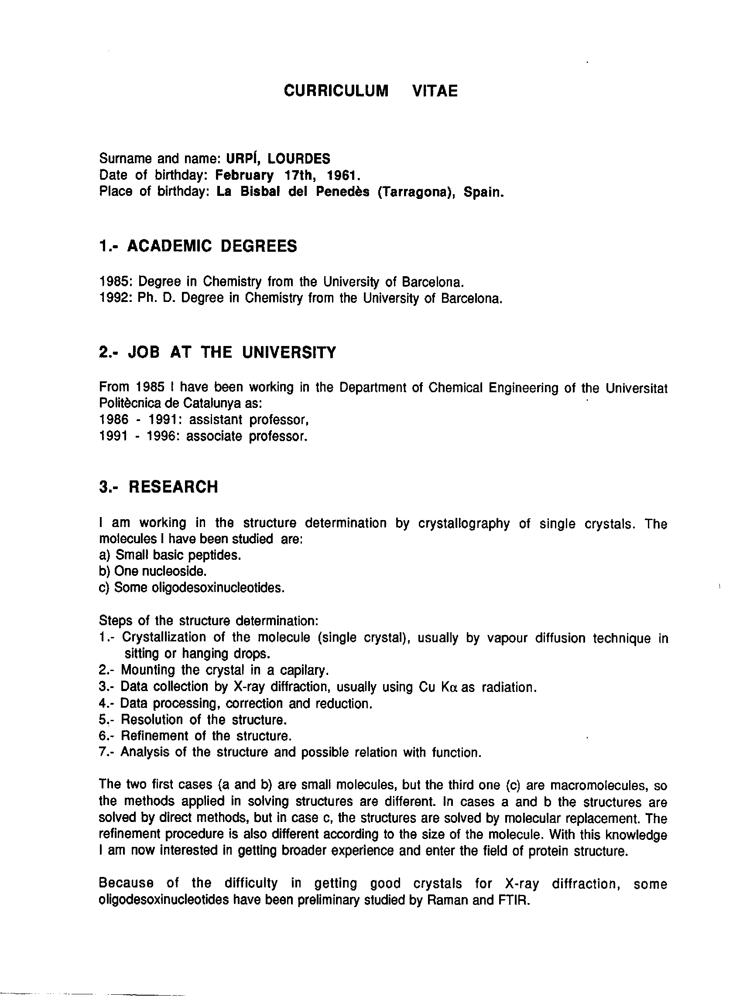 CURRICULUM VITAE
Surname and name: URPÍ, LOURDES
Date of birthday: February 17th, 1961.
Place of birthday: La Bisbal del Penedès (Tarragona), Spain.
1.- ACADEMIC DEGREES
1985: Degree in Chemistry from the University of Barcelona.
1992: Ph. D. Degree in Chemistry from the University of Barcelona.
2.- JOB AT THE UNIVERSITY
From 1985 I have been working in the Department of Chemical Engineering of the Universitat
Politècnica de Catalunya as:
1986 - 1991: assistant professor,
1991 - 1996: associate professor.
3.- RESEARCH
I am working in the structure determination by crystallography of single crystals. The
molecules I have been studied are:
a) Small basic peptides.
b) One nucleoside.
c) Some oligodesoxinucleotides.
Steps of the structure determination:
1.- Crystallization of the molecule (single crystal), usually by vapour diffusion technique in
sitting or hanging drops.
2.- Mounting the crystal in a capilary.
3.- Data collection by X-ray diffraction, usually using Cu Kα as radiation.
4.- Data processing, correction and reduction.
5.- Resolution of the structure.
6.- Refinement of the structure.
7.- Analysis of the structure and possible relation with function.
The two first cases (a and b) are small molecules, but the third one (c) are macromolecules, so
the methods applied in solving structures are different. In cases a and b the structures are
solved by direct methods, but in case c, the structures are solved by molecular replacement. The
refinement procedure is also different according to the size of the molecule. With this knowledge
I am now interested in getting broader experience and enter the field of protein structure.
Because of the difficulty in getting good crystals for X-ray diffraction, some
oligodesoxinucleotides have been preliminary studied by Raman and FTIR.